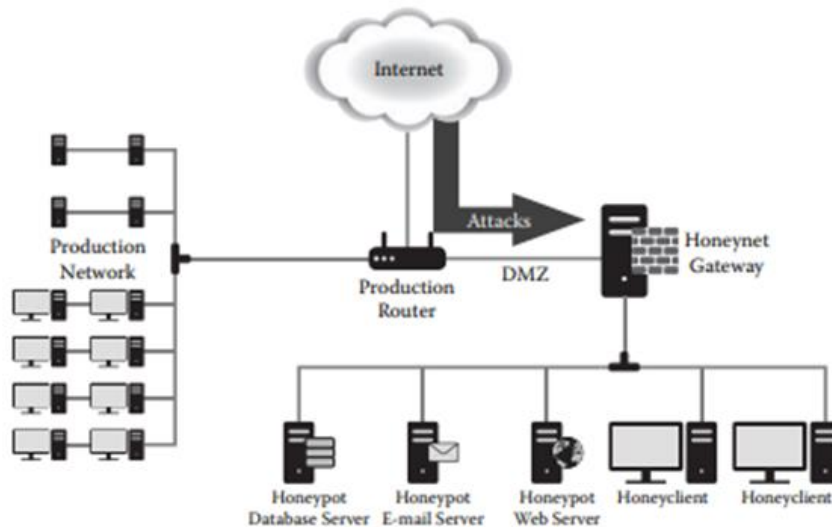 Internet
Attacks
Production
Network
Honeynet
Gateway
Production
Router
DMZ
Honeypot
Database Server
Honeypot
E-mail Server
Honeypot
Web Server
Honeyclient
Honeyclient